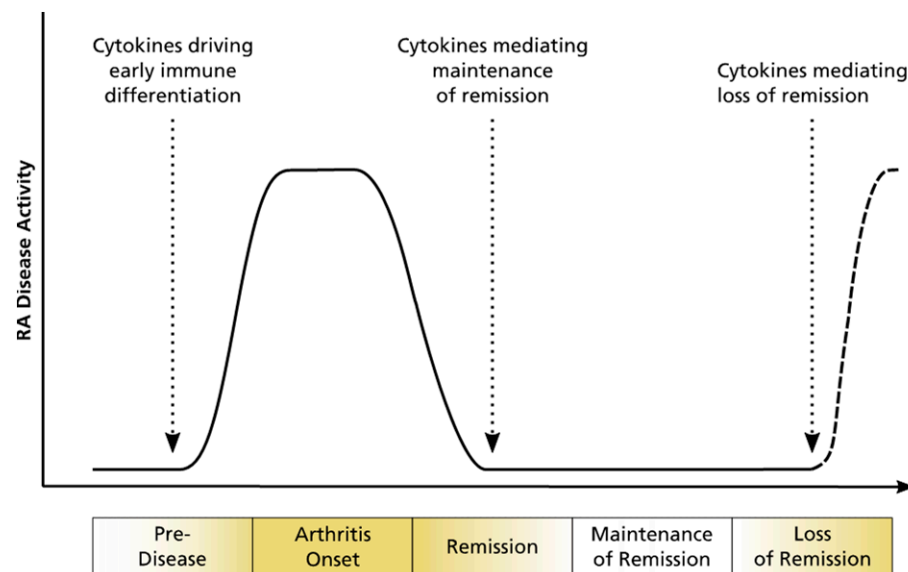 Cytokines driving
early immune
differentiation
Cytokines mediating
maintenance
of remission
Cytokines mediating
loss of remission
RA Disease Activity
Pre-
Disease
Arthritis
Onset
Remission
Maintenance
of Remission
Loss
of Remission